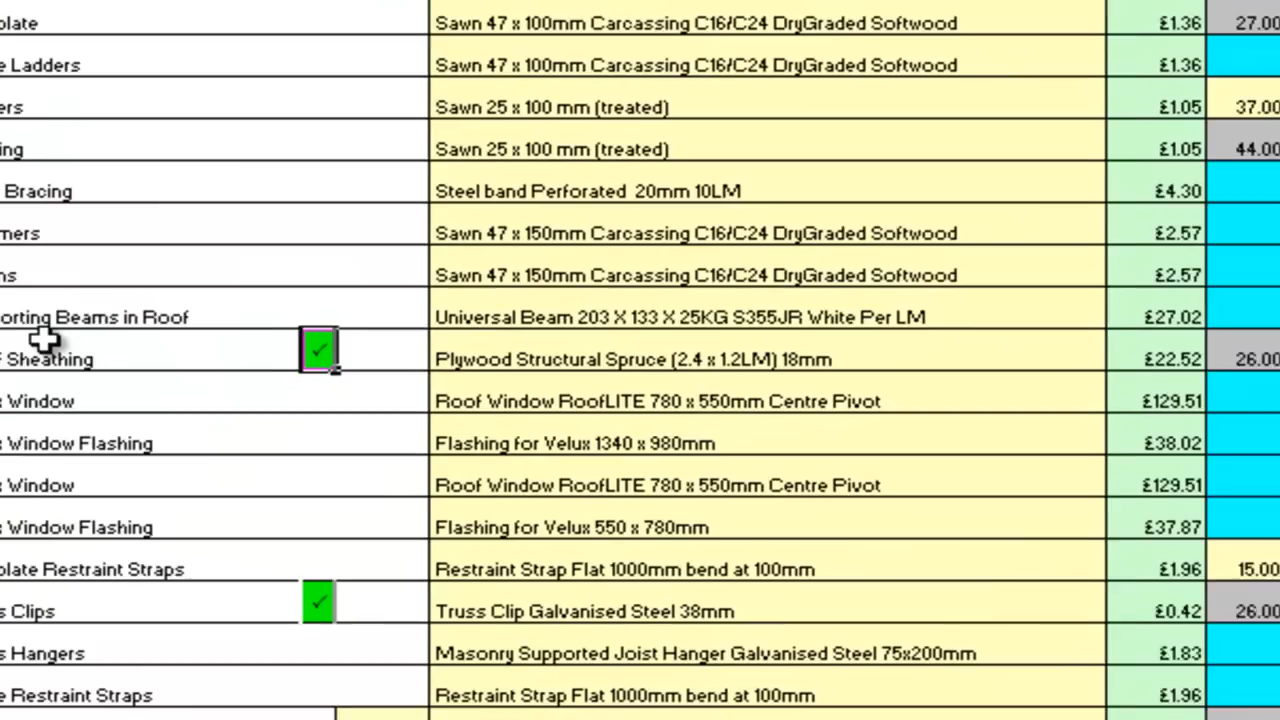 olate Sawn 47 x 100mm Carcassing C16/C24 DryGraded Softwood £1.36 27.00
e Ladders Sawn 47 x 100mm Carcassing C16/C24 DryGraded Softwood £1.36
ers Sawn 25 x 100 mm (treated) £1.05 37.00
ing Sawn 25 x 100 mm (treated) £1.05 44.00
Bracing Steel band Perforated 20mm 10LM £4.30
mers Sawn 47 x 150mm Carcassing C16/C24 DryGraded Softwood £2.57
ns Sawn 47 x 150mm Carcassing C16/C24 DryGraded Softwood £2.57
orting Beams in Roof Universal Beam 203 X 133 X 25KG S355JR White Per LM £27.02
f Sheathing ✓ Plywood Structural Spruce (2.4 x 1.2LM) 18mm £22.52 26.00
x Window Roof Window RoofLITE 780 x 550mm Centre Pivot £129.51
x Window Flashing Flashing for Velux 1340 x 980mm £38.02
x Window Roof Window RoofLITE 780 x 550mm Centre Pivot £129.51
x Window Flashing Flashing for Velux 550 x 780mm £37.87
plate Restraint Straps Restraint Strap Flat 1000mm bend at 100mm £1.96 15.00
s Clips ✓ Truss Clip Galvanised Steel 38mm £0.42 26.00
s Hangers Masonry Supported Joist Hanger Galvanised Steel 75x200mm £1.83
e Restraint Straps Restraint Strap Flat 1000mm bend at 100mm £1.96